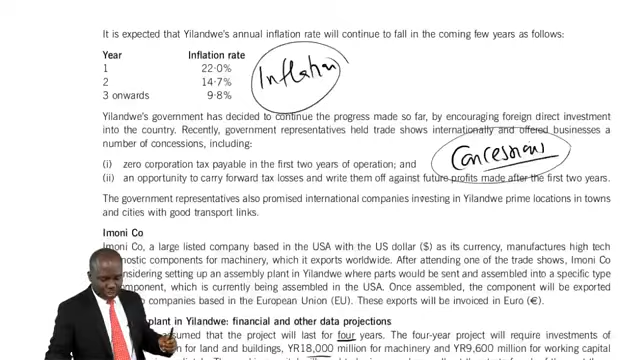 It is expected that Yilandwe's annual inflation rate will continue to fall in the coming few years as follows:
Year Inflation rate
1 22·0%
2 14·7%
3 onwards 9·8%
Inflation
Yilandwe's government has decided to continue the progress made so far, by encouraging foreign direct investment
into the country. Recently, government representatives held trade shows internationally and offered businesses a
number of concessions, including:
Concessions
(i) zero corporation tax payable in the first two years of operation; and
(ii) an opportunity to carry forward tax losses and write them off against future profits made after the first two years.
The government representatives also promised international companies investing in Yilandwe prime locations in towns
and cities with good transport links.
Imoni Co
Imoni Co, a large listed company based in the USA with the US dollar ($) as its currency, manufactures high tech
diagnostic components for machinery, which it exports worldwide. After attending one of the trade shows, Imoni Co
considering setting up an assembly plant in Yilandwe where parts would be sent and assembled into a specific type
component, which is currently being assembled in the USA. Once assembled, the component will be exported
to companies based in the European Union (EU). These exports will be invoiced in Euro (€).
plant in Yilandwe: financial and other data projections
assumed that the project will last for four years. The four-year project will require investments of
for land and buildings, YR18,000 million for machinery and YR9,600 million for working capital